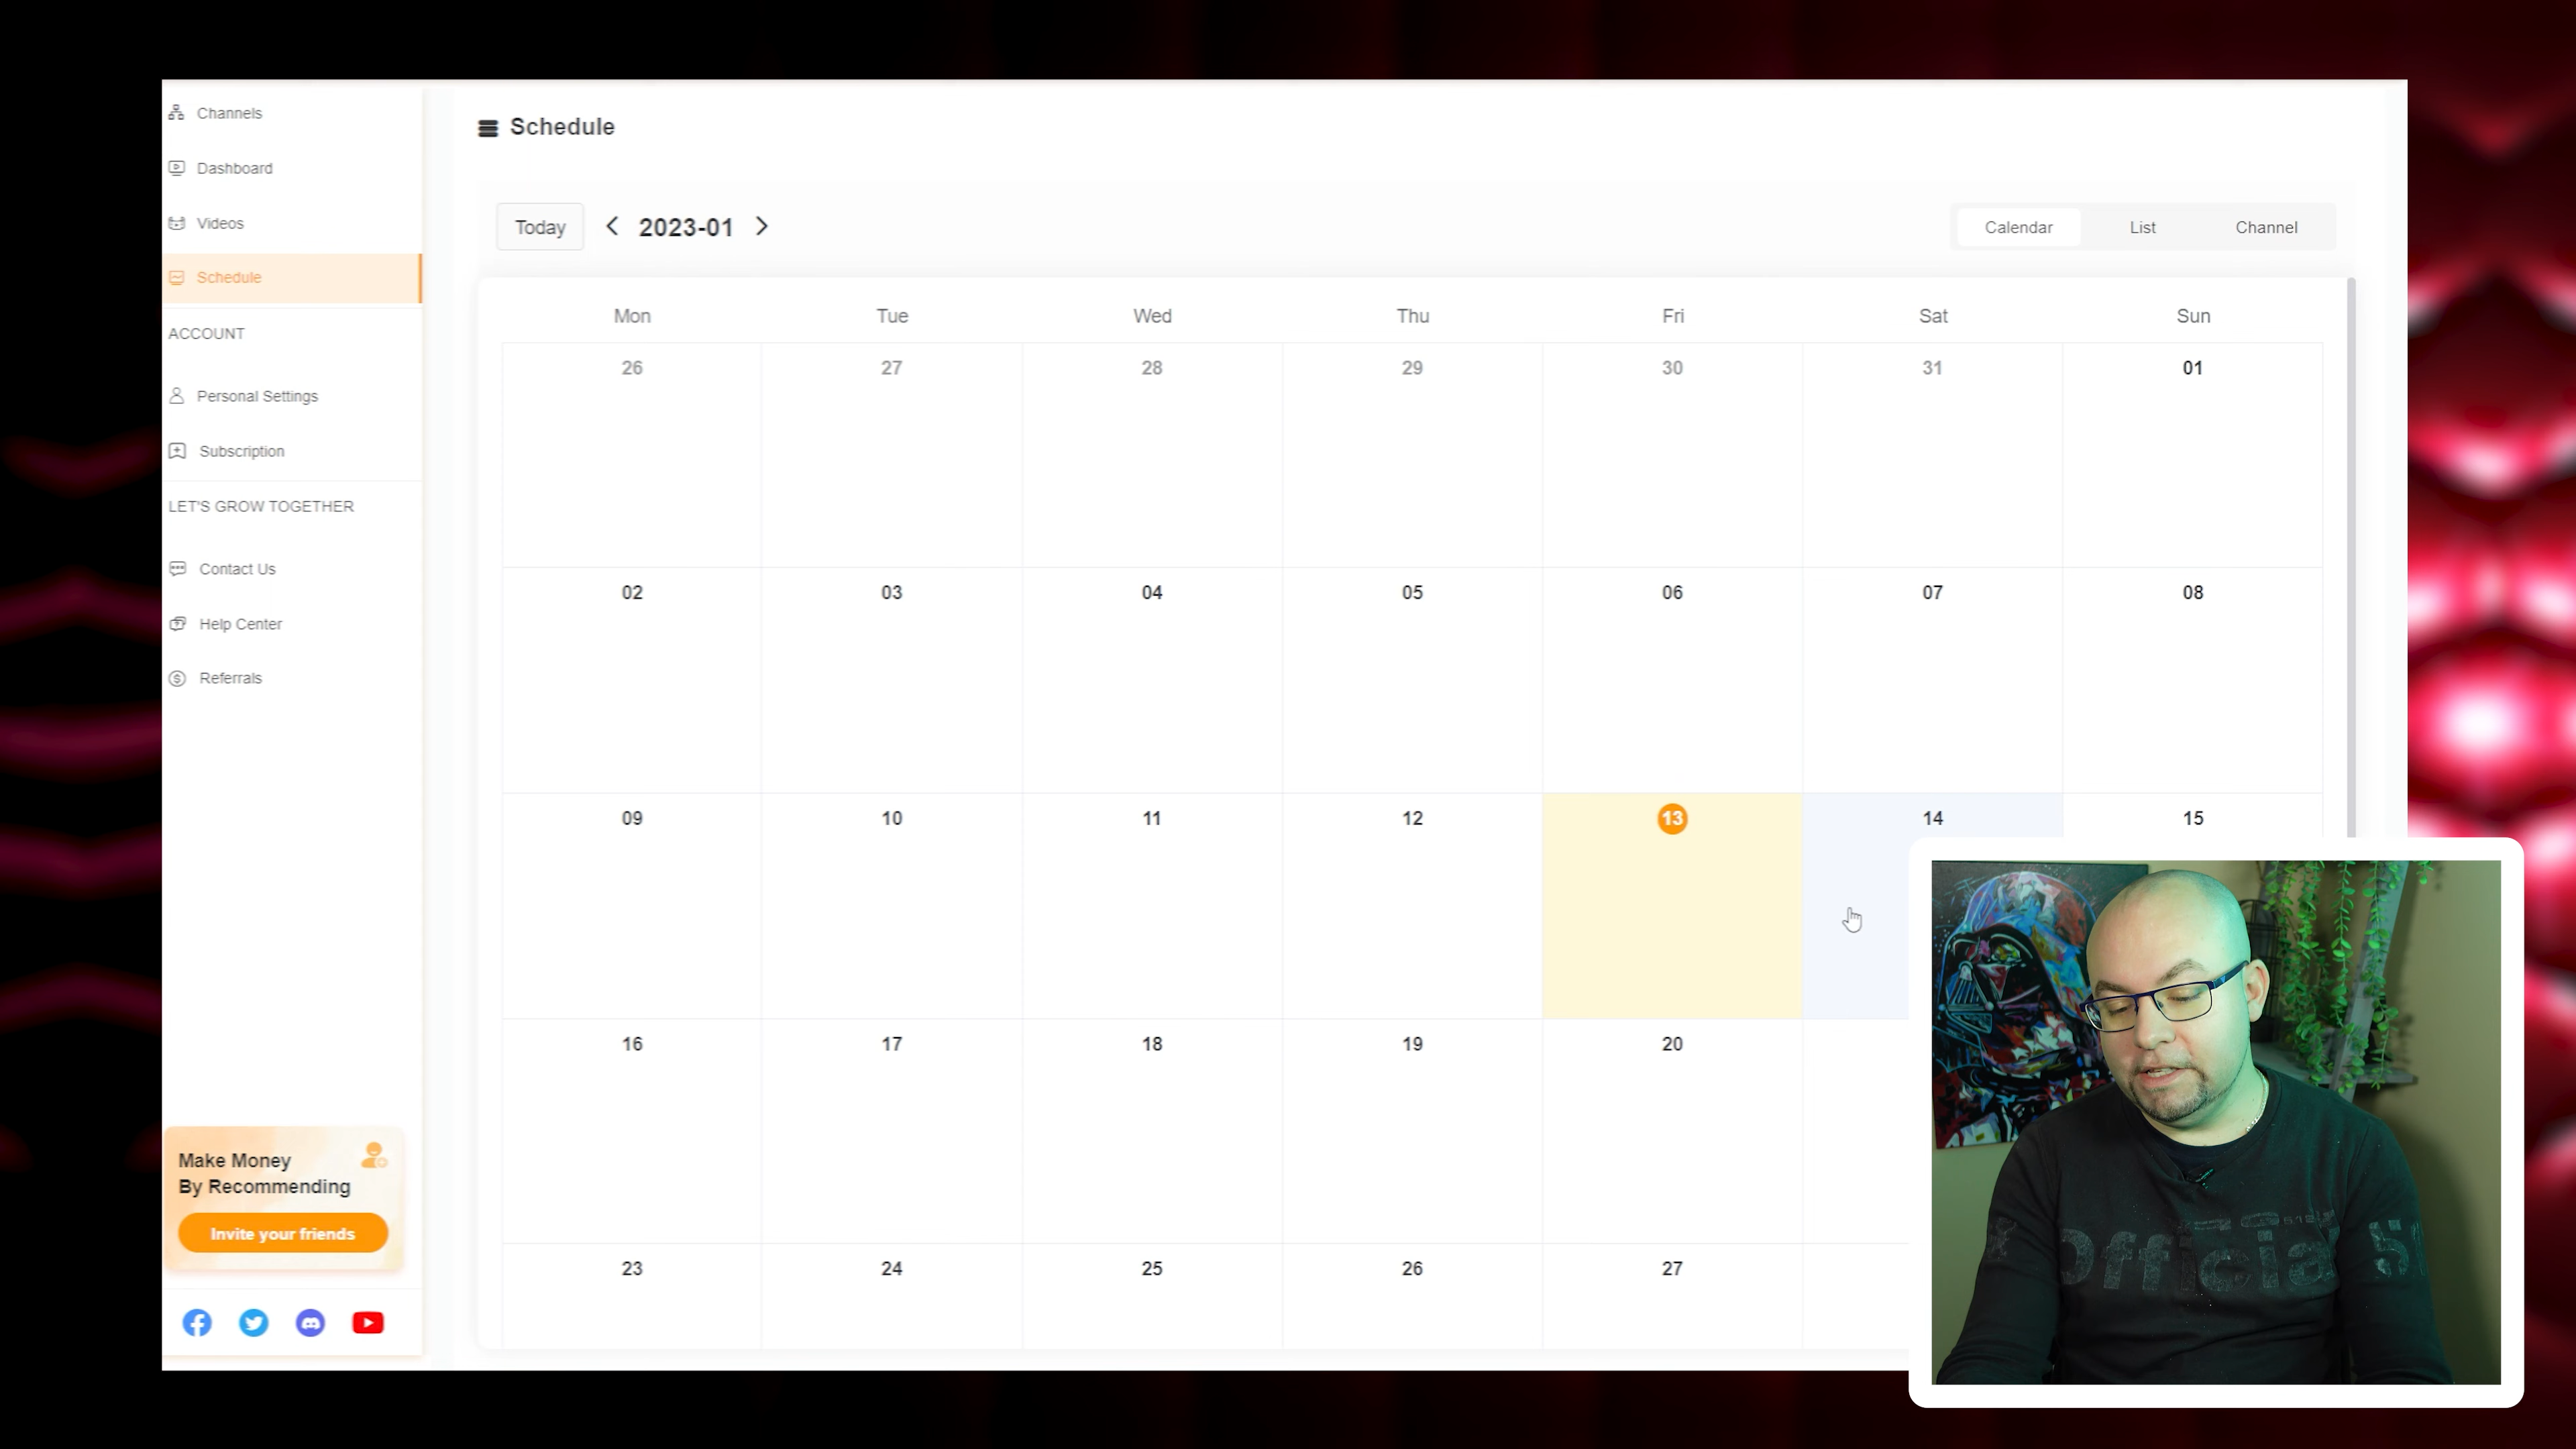 Channels
Dashboard
Videos
Schedule
ACCOUNT
Personal Settings
Subscription
LET'S GROW TOGETHER
Contact Us
Help Center
Referrals
Make Money
By Recommending
Invite your friends
Schedule
Today
2023-01
Calendar List Channel
Mon Tue Wed Thu Fri Sat Sun
26 27 28 29 30 31 01
02 03 04 05 06 07 08
09 10 11 12 13 14 15
16 17 18 19 20
23 24 25 26 27
Official